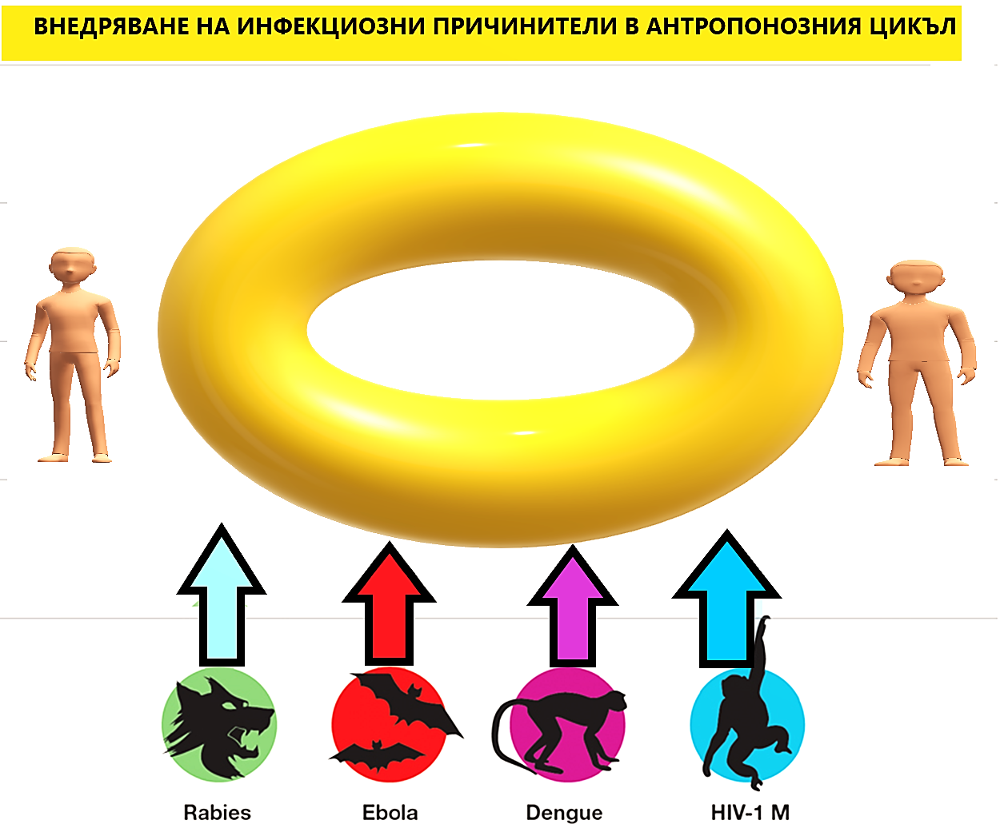 ВНЕДРЯВАНЕ НА ИНФЕКЦИОЗНИ ПРИЧИНИТЕЛИ В АНТРОПОНОЗНИЯ ЦИКЪЛ
Rabies Ebola Dengue HIV-1 M